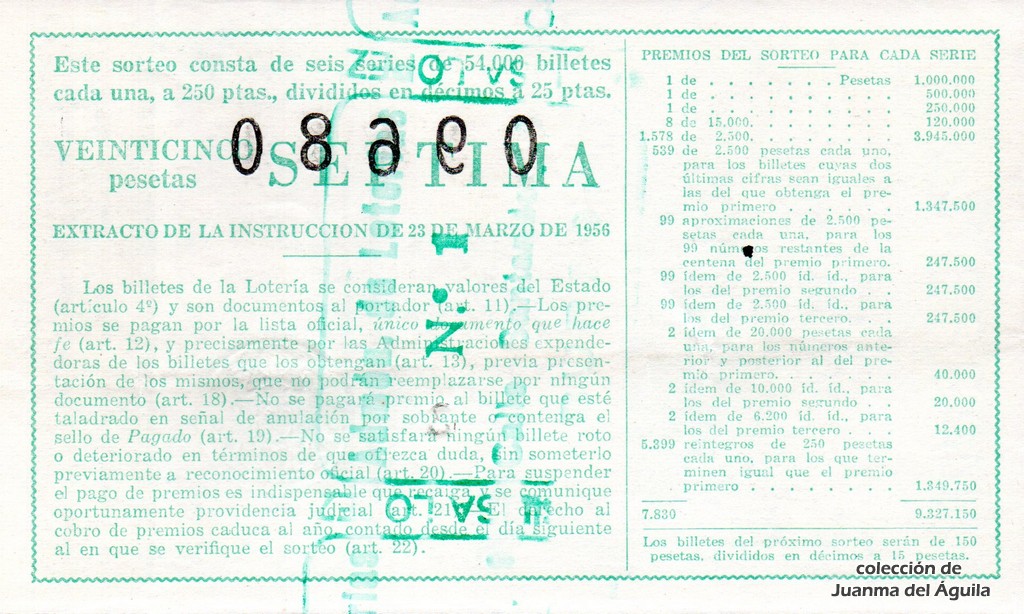 Este sorteo consta de seis series de 54.000 billetes
cada una, a 250 ptas., divididos en décimos a 25 ptas.
VEINTICINCO
pesetas
SEPTIMA
EXTRACTO DE LA INSTRUCCION DE 23 DE MARZO DE 1956
Los billetes de la Lotería se consideran valores del Estado
(artículo 4º) y son documentos al portador (art. 11).—Los pre-
mios se pagan por la lista oficial, único documento que hace
fe (art. 12), y precisamente por las Administraciones expende-
doras de los billetes que los obtengan (art. 13), previa presen-
tación de los mismos, que no podrán reemplazarse por ningún
documento (art. 18).—No se pagará premio al billete que esté
taladrado en señal de anulación por sobrante o contenga el
sello de Pagado (art. 19).—No se satisfará ningún billete roto
o deteriorado en términos de que ofrezca duda, sin someterlo
previamente a reconocimiento oficial (art. 20).—Para suspender
el pago de premios es indispensable que recaiga y se comunique
oportunamente providencia judicial (art. 21).—El derecho al
cobro de premios caduca al año, contado desde el día siguiente
al en que se verifique el sorteo (art. 22).
N.º 1
PREMIOS DEL SORTEO PARA CADA SERIE
1 de . . . . . . . . Pesetas 1.000.000
1 de . . . . . . . . . . . 500.000
1 de . . . . . . . . . . . 250.000
8 de 15.000. . . . . . . . 120.000
1.578 de 2.500. . . . . . . . 3.945.000
539 de 2.500 pesetas cada uno,
para los billetes cuyas dos
últimas cifras sean iguales a
las del que obtenga el pre-
mio primero . . . . . . 1.347.500
99 aproximaciones de 2.500 pe-
setas cada una, para los
99 números restantes de la
centena del premio primero. 247.500
99 ídem de 2.500 íd. íd., para
los del premio segundo . . 247.500
99 ídem de 2.500 íd. íd., para
los del premio tercero. . . 247.500
2 ídem de 20.000 pesetas cada
una, para los números ante-
rior y posterior al del pre-
mio primero. . . . . . . 40.000
2 ídem de 10.000 íd. íd., para
los del premio segundo . . 20.000
2 ídem de 6.200 íd. íd., para
los del premio tercero . . . 12.400
5.399 reintegros de 250 pesetas
cada uno, para los que ter-
minen igual que el premio
primero . . . . . . . . 1.349.750
7.830 9.327.150
Los billetes del próximo sorteo serán de 150
pesetas, divididos en décimos a 15 pesetas.
colección de
Juanma del Águila